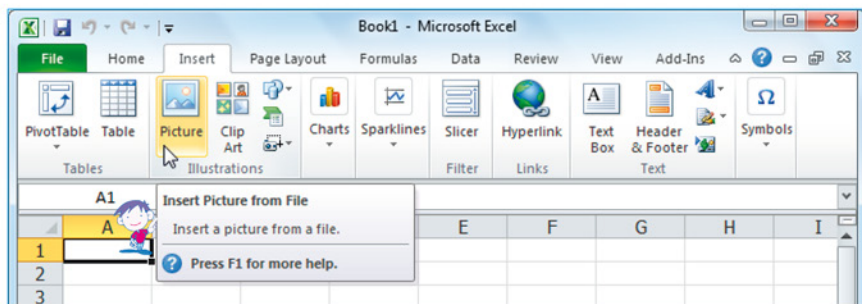 Book1 - Microsoft Excel
File Home Insert Page Layout Formulas Data Review View Add-Ins
PivotTable Table Picture Clip Art Charts Sparklines Slicer Hyperlink Text Box Header & Footer Symbols
Tables Illustrations Filter Links Text
A1
Insert Picture from File
Insert a picture from a file.
Press F1 for more help.
A E F G H I
1
2
3